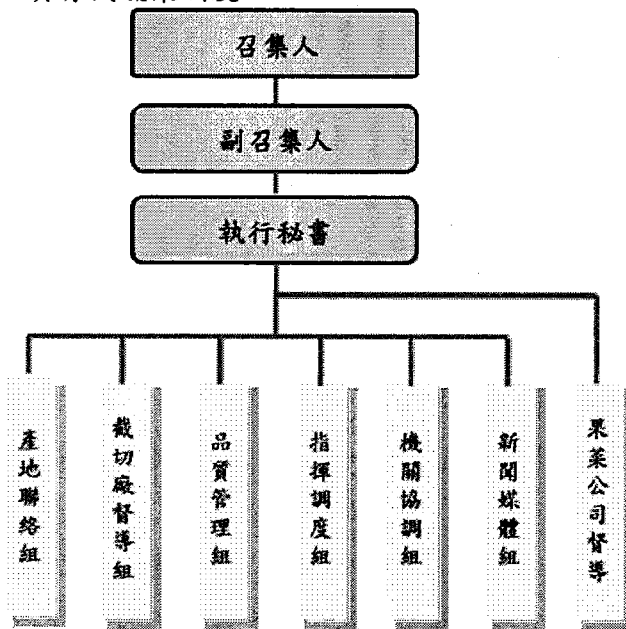 召集人
副召集人
執行秘書
產地聯絡組
截切廠督導組
品質管理組
指揮調度組
機關協調組
新聞媒體組
果菜公司督導